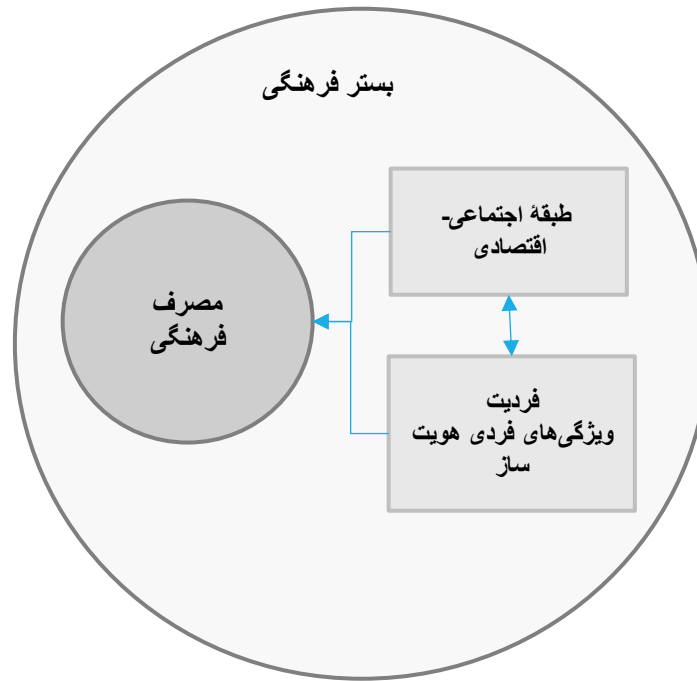 بستر فرهنگی
طبقهٔ اجتماعی-
اقتصادی
مصرف
فرهنگی
فردیت
ویژگی‌های فردی هویت
ساز